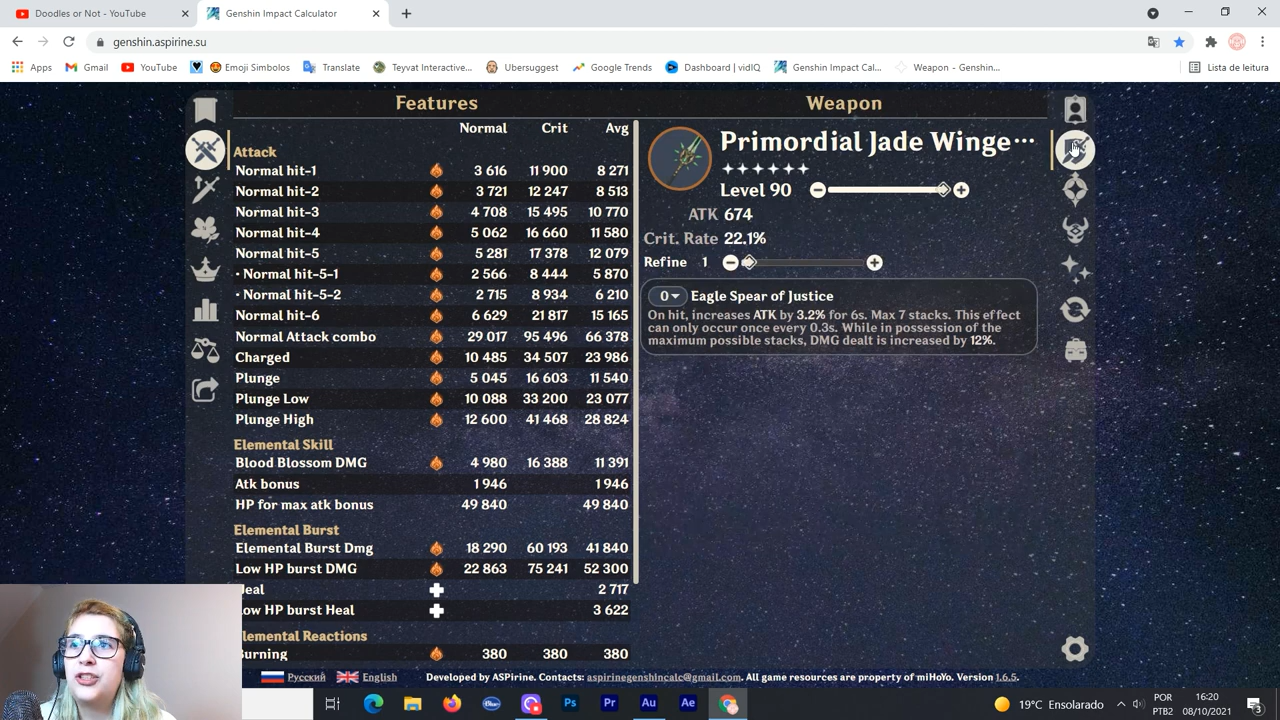 Doodles or Not - YouTube
Genshin Impact Calculator
genshin.aspirine.su
Apps
Gmail
YouTube
Emoji Simbolos
Translate
Teyvat Interactive...
Ubersuggest
Google Trends
Dashboard | vidIQ
Genshin Impact Cal...
Weapon - Genshin...
Lista de leitura
Features
Normal Crit Avg
Attack
Normal hit-1 3 616 11 900 8 271
Normal hit-2 3 721 12 247 8 513
Normal hit-3 4 708 15 495 10 770
Normal hit-4 5 062 16 660 11 580
Normal hit-5 5 281 17 378 12 079
· Normal hit-5-1 2 566 8 444 5 870
· Normal hit-5-2 2 715 8 934 6 210
Normal hit-6 6 629 21 817 15 165
Normal Attack combo 29 017 95 496 66 378
Charged 10 485 34 507 23 986
Plunge 5 045 16 603 11 540
Plunge Low 10 088 33 200 23 077
Plunge High 12 600 41 468 28 824
Elemental Skill
Blood Blossom DMG 4 980 16 388 11 391
Atk bonus 1 946 1 946
HP for max atk bonus 49 840 49 840
Elemental Burst
Elemental Burst Dmg 18 290 60 193 41 840
Low HP burst DMG 22 863 75 241 52 300
eal 2 717
ow HP burst Heal 3 622
lemental Reactions
urning 380 380 380
Weapon
Primordial Jade Winge...
Level 90
ATK 674
Crit. Rate 22.1%
Refine 1
0 Eagle Spear of Justice
On hit, increases ATK by 3.2% for 6s. Max 7 stacks. This effect
can only occur once every 0.3s. While in possession of the
maximum possible stacks, DMG dealt is increased by 12%.
Русский English Developed by ASPirine. Contacts: aspirinegenshincalc@gmail.com. All game resources are property of miHoYo. Version 1.6.5.
Ps
Pr
Au
Ae
19°C Ensolarado
POR
PTB2
16:20
08/10/2021
3